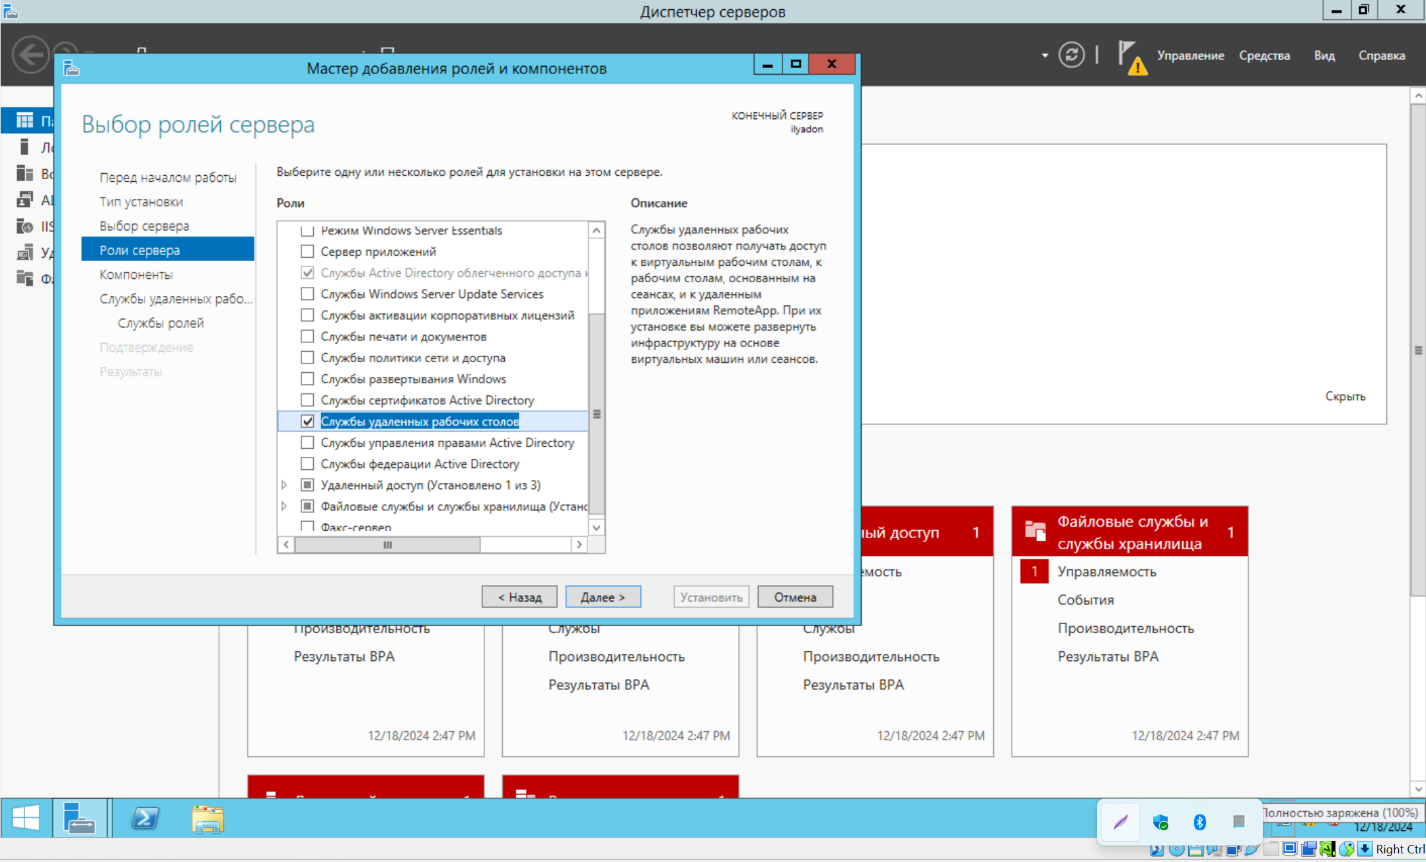 Диспетчер серверов
Управление
Средства
Вид
Справка
Мастер добавления ролей и компонентов
Выбор ролей сервера
КОНЕЧНЫЙ СЕРВЕР
ilyadon
Перед началом работы
Тип установки
Выбор сервера
Роли сервера
Компоненты
Службы удаленных рабо...
Службы ролей
Подтверждение
Результаты
Выберите одну или несколько ролей для установки на этом сервере.
Роли
Режим Windows Server Essentials
Сервер приложений
Службы Active Directory облегченного доступа
Службы Windows Server Update Services
Службы активации корпоративных лицензий
Службы печати и документов
Службы политики сети и доступа
Службы развертывания Windows
Службы сертификатов Active Directory
Службы удаленных рабочих столов
Службы управления правами Active Directory
Службы федерации Active Directory
Удаленный доступ (Установлено 1 из 3)
Файловые службы и службы хранилища (Устанс
Факс-сервер
Описание
Службы удаленных рабочих
столов позволяют получать доступ
к виртуальным рабочим столам, к
рабочим столам, основанным на
сеансах, и к удаленным
приложениям RemoteApp. При их
установке вы можете развернуть
инфраструктуру на основе
виртуальных машин или сеансов.
< Назад
Далее >
Установить
Отмена
Скрыть
Производительность
Результаты BPA
12/18/2024 2:47 PM
Службы
Производительность
Результаты BPA
12/18/2024 2:47 PM
ный доступ 1
емость
Службы
Производительность
Результаты BPA
12/18/2024 2:47 PM
Файловые службы и
службы хранилища
1
1 Управляемость
События
Производительность
Результаты BPA
12/18/2024 2:47 PM
Полностью заряжена (100%)
12/18/2024
Right Ctrl